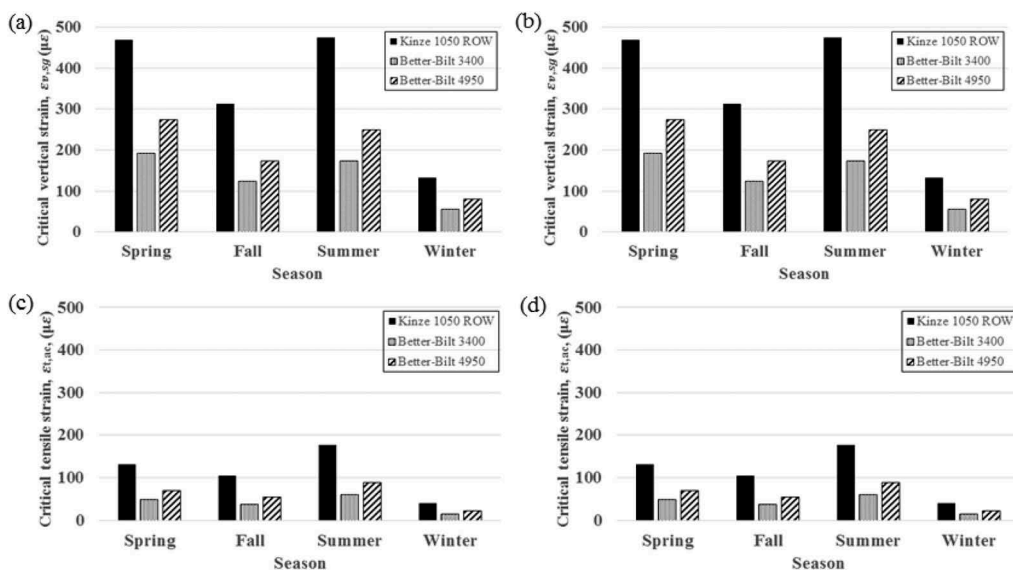 (a)
Critical vertical strain, εv,sg (με)
500
400
300
200
100
0
Kinze 1050 ROW
Better-Bilt 3400
Better-Bilt 4950
Spring Fall Summer Winter
Season
(b)
Critical vertical strain, εv,sg (με)
500
400
300
200
100
0
Kinze 1050 ROW
Better-Bilt 3400
Better-Bilt 4950
Spring Fall Summer Winter
Season
(c)
Critical tensile strain, εt,ac, (με)
500
400
300
200
100
0
Kinze 1050 ROW
Better-Bilt 3400
Better-Bilt 4950
Spring Fall Summer Winter
Season
(d)
Critical tensile strain, εt,ac, (με)
500
400
300
200
100
0
Kinze 1050 ROW
Better-Bilt 3400
Better-Bilt 4950
Spring Fall Summer Winter
Season